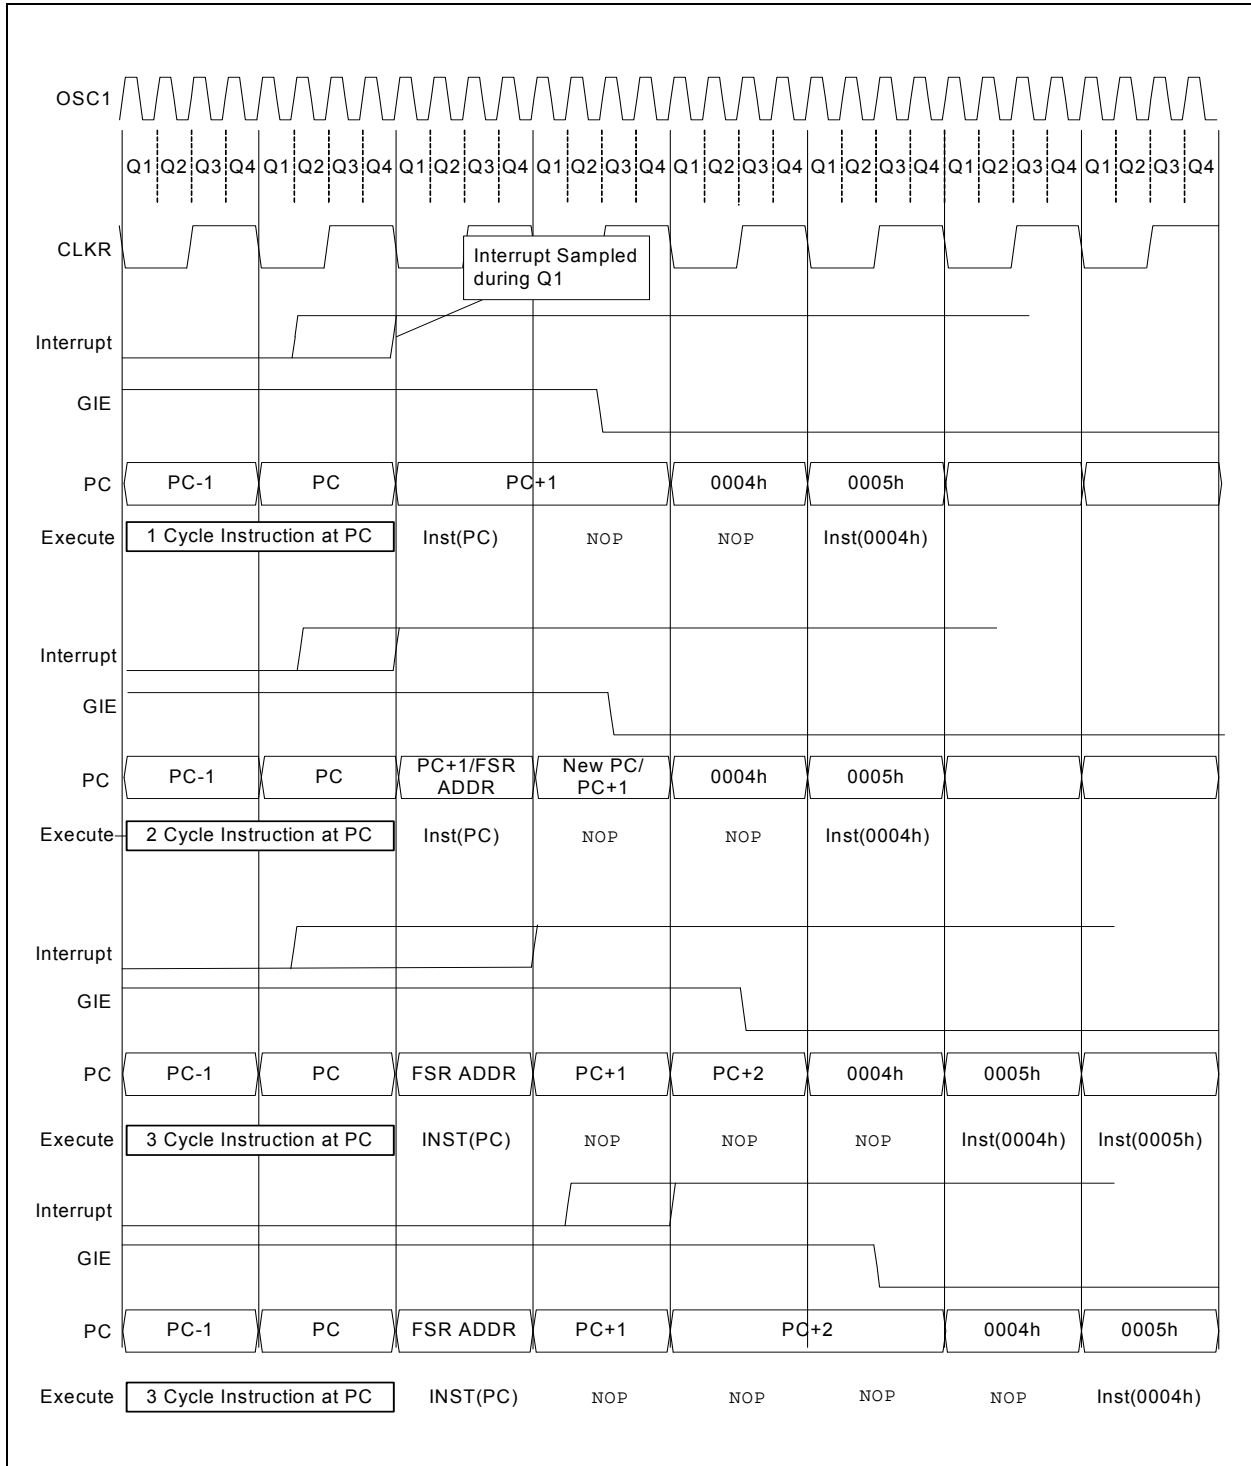 OSC1
Q1 Q2 Q3 Q4 Q1 Q2 Q3 Q4 Q1 Q2 Q3 Q4 Q1 Q2 Q3 Q4 Q1 Q2 Q3 Q4 Q1 Q2 Q3 Q4 Q1 Q2 Q3 Q4 Q1 Q2 Q3 Q4
CLKR
Interrupt Sampled
during Q1
Interrupt
GIE
PC PC-1 PC PC+1 0004h 0005h
Execute 1 Cycle Instruction at PC Inst(PC) NOP NOP Inst(0004h)
Interrupt
GIE
PC PC-1 PC PC+1/FSR ADDR New PC/ PC+1 0004h 0005h
Execute 2 Cycle Instruction at PC Inst(PC) NOP NOP Inst(0004h)
Interrupt
GIE
PC PC-1 PC FSR ADDR PC+1 PC+2 0004h 0005h
Execute 3 Cycle Instruction at PC INST(PC) NOP NOP NOP Inst(0004h) Inst(0005h)
Interrupt
GIE
PC PC-1 PC FSR ADDR PC+1 PC+2 0004h 0005h
Execute 3 Cycle Instruction at PC INST(PC) NOP NOP NOP NOP Inst(0004h)